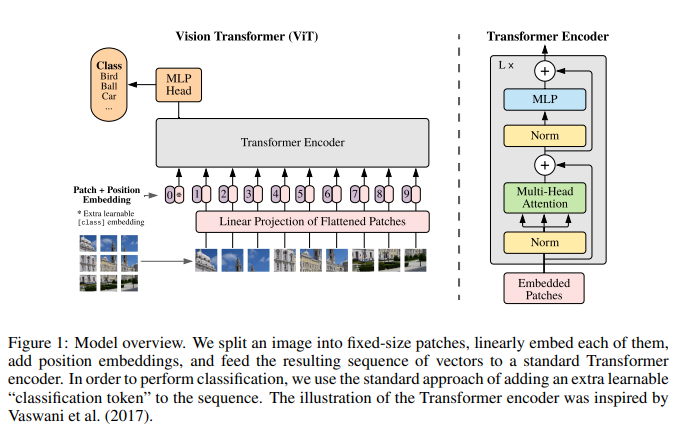 Vision Transformer (ViT)
Class
Bird
Ball
Car
...
MLP
Head
Transformer Encoder
Patch + Position
Embedding
* Extra learnable
[class] embedding
0 * 1 2 3 4 5 6 7 8 9
Linear Projection of Flattened Patches
Transformer Encoder
L x
+
MLP
Norm
+
Multi-Head
Attention
Norm
Embedded
Patches
Figure 1: Model overview. We split an image into fixed-size patches, linearly embed each of them,
add position embeddings, and feed the resulting sequence of vectors to a standard Transformer
encoder. In order to perform classification, we use the standard approach of adding an extra learnable
“classification token” to the sequence. The illustration of the Transformer encoder was inspired by
Vaswani et al. (2017).